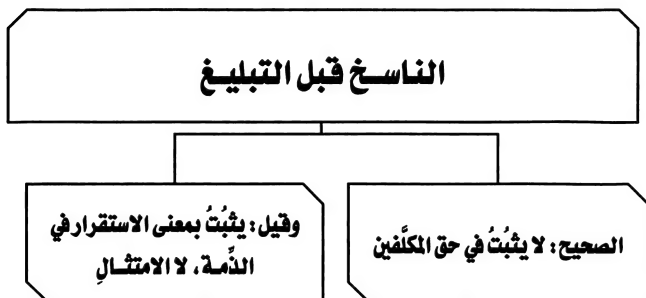 الناسخ قبل التبليغ
الصحيح: لا يثبُتُ في حق المكلَّفين
وقيل: يثبُتُ بمعنى الاستقرار في
الذِّمة، لا الامتثالِ